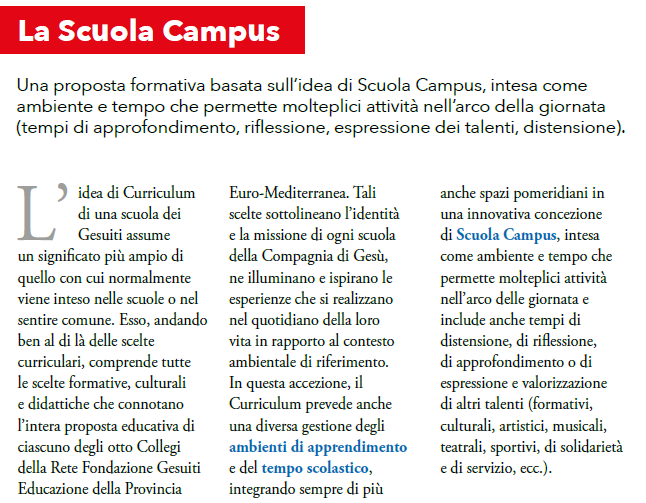 La Scuola Campus
Una proposta formativa basata sull'idea di Scuola Campus, intesa come
ambiente e tempo che permette molteplici attività nell'arco della giornata
(tempi di approfondimento, riflessione, espressione dei talenti, distensione).
L'idea di Curriculum
di una scuola dei
Gesuiti assume
un significato più ampio di
quello con cui normalmente
viene inteso nelle scuole o nel
sentire comune. Esso, andando
ben al di là delle scelte
curriculari, comprende tutte
le scelte formative, culturali
e didattiche che connotano
l'intera proposta educativa di
ciascuno degli otto Collegi
della Rete Fondazione Gesuiti
Educazione della Provincia
Euro-Mediterranea. Tali
scelte sottolineano l'identità
e la missione di ogni scuola
della Compagnia di Gesù,
ne illuminano e ispirano le
esperienze che si realizzano
nel quotidiano della loro
vita in rapporto al contesto
ambientale di riferimento.
In questa accezione, il
Curriculum prevede anche
una diversa gestione degli
ambienti di apprendimento
e del tempo scolastico,
integrando sempre di più
anche spazi pomeridiani in
una innovativa concezione
di Scuola Campus, intesa
come ambiente e tempo che
permette molteplici attività
nell'arco delle giornata e
include anche tempi di
distensione, di riflessione,
di approfondimento o di
espressione e valorizzazione
di altri talenti (formativi,
culturali, artistici, musicali,
teatrali, sportivi, di solidarietà
e di servizio, ecc.).